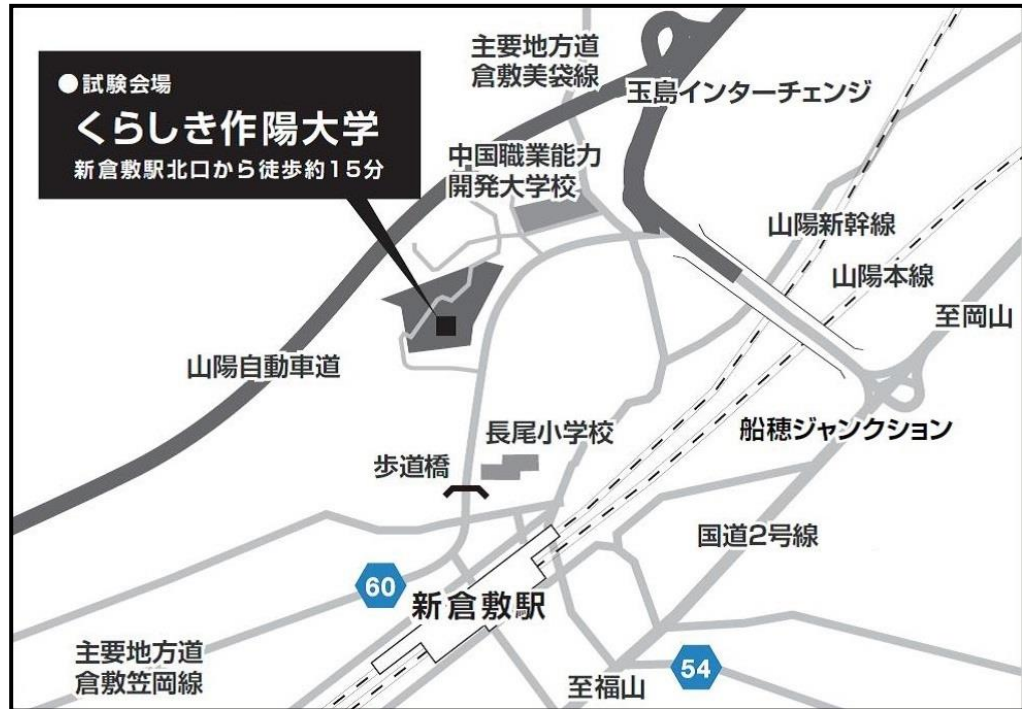 ●試験会場
くらしき作陽大学
新倉敷駅北口から徒歩約15分
主要地方道
倉敷美袋線
玉島インターチェンジ
中国職業能力
開発大学校
山陽新幹線
山陽本線
至岡山
山陽自動車道
船穂ジャンクション
長尾小学校
歩道橋
国道2号線
60
新倉敷駅
主要地方道
倉敷笠岡線
54
至福山